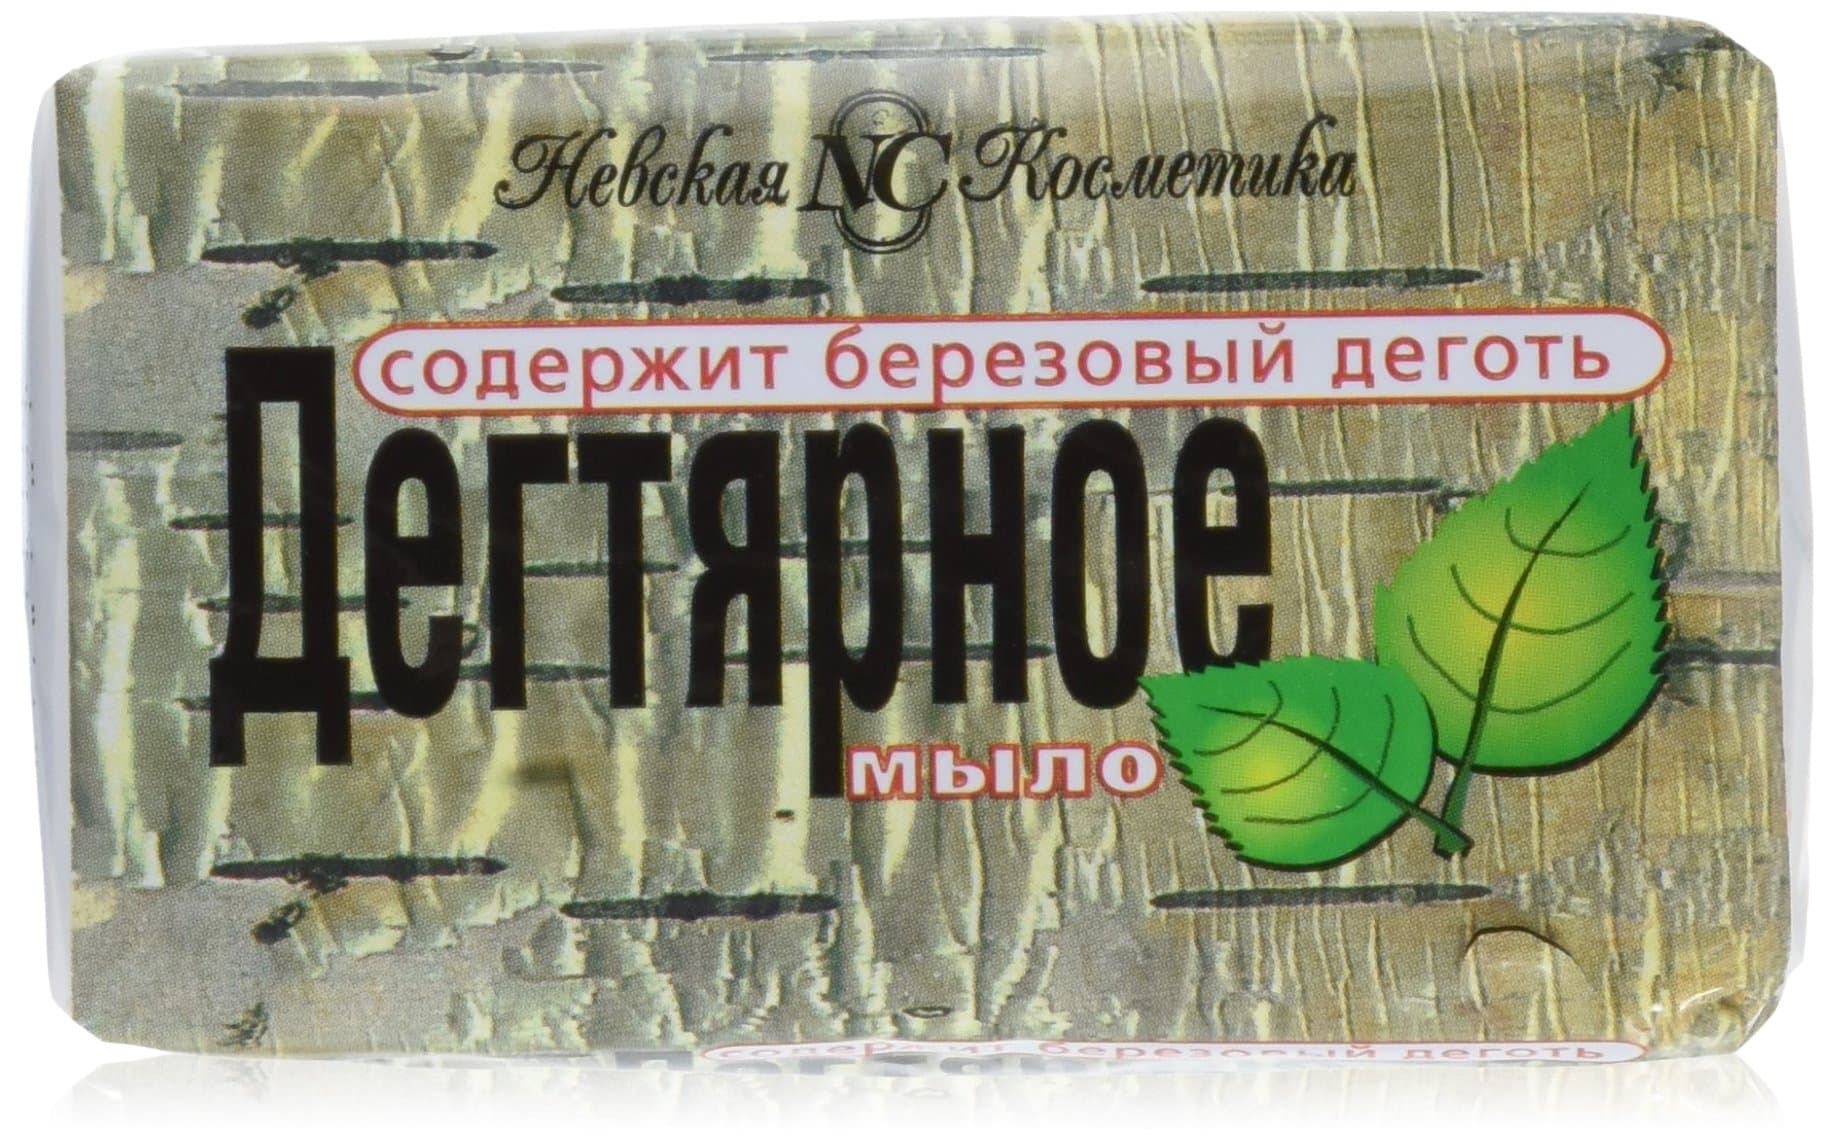 Невская NC Косметика
содержит березовый деготь
Дегтярное
мыло
содержит березовый деготь